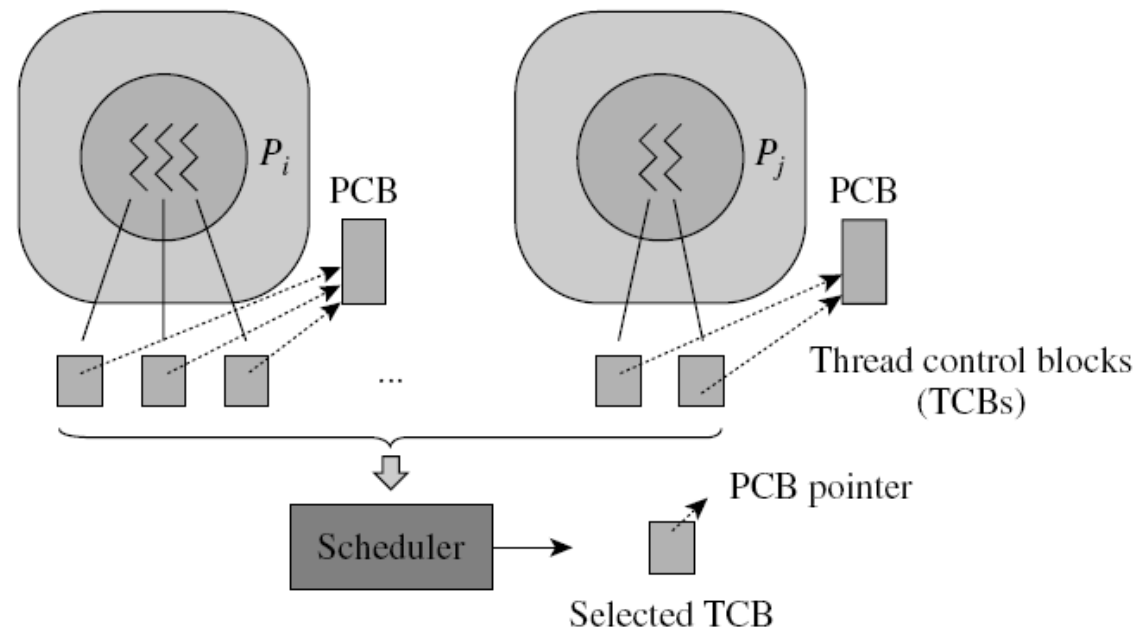 P_i
PCB
P_j
PCB
...
Thread control blocks
(TCBs)
PCB pointer
Scheduler
Selected TCB